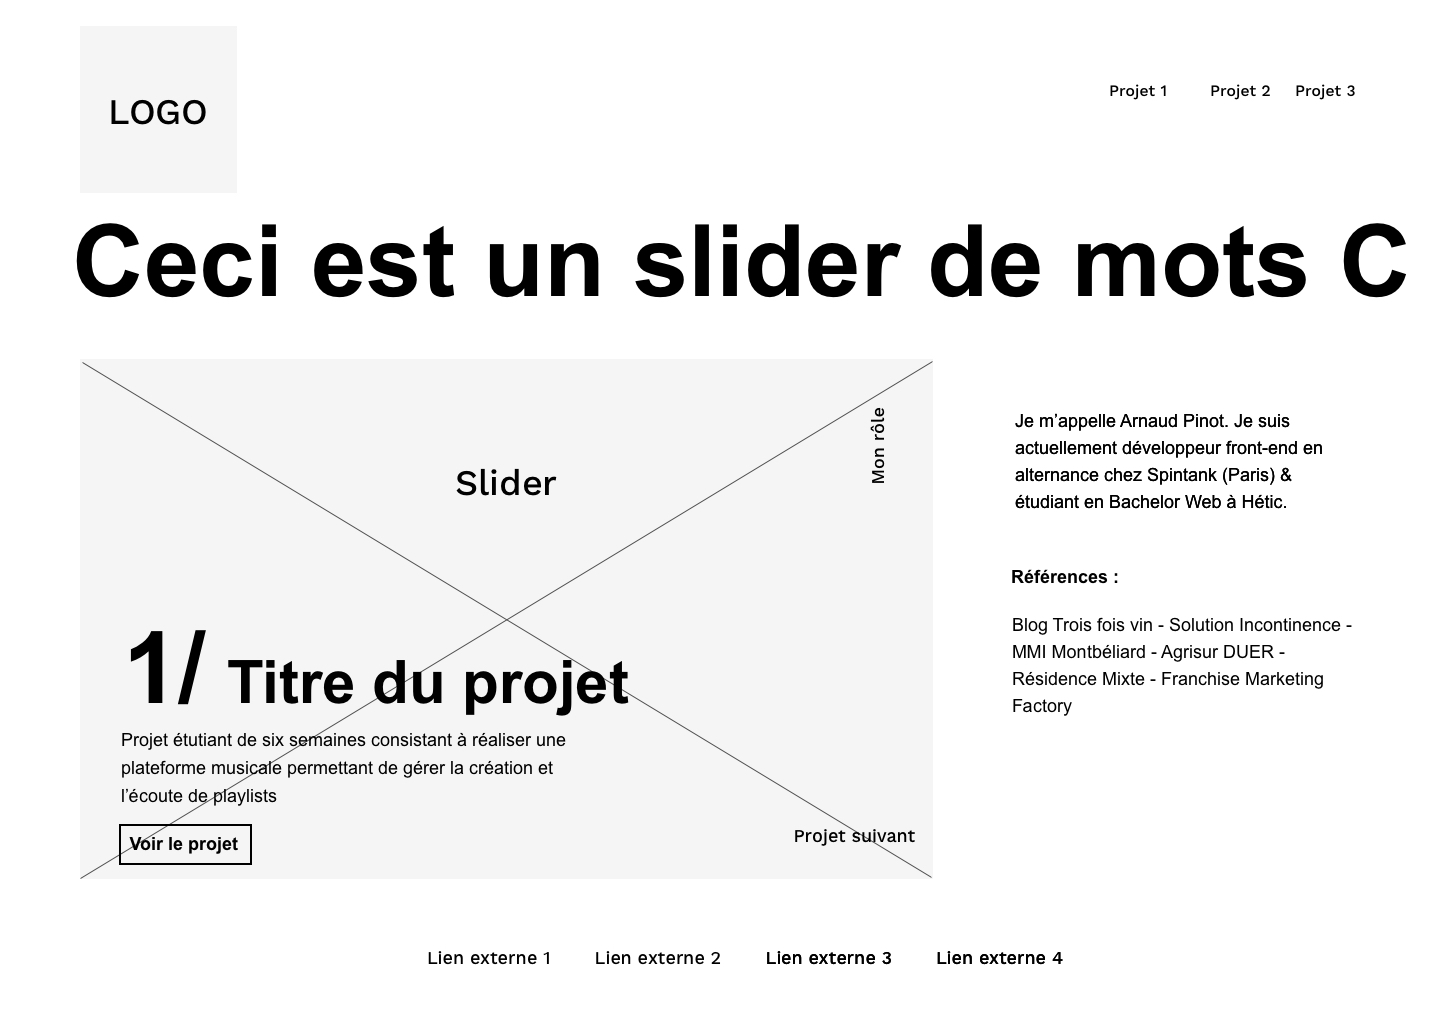 LOGO
Projet 1 Projet 2 Projet 3
Ceci est un slider de mots C
Slider
Mon rôle
1/ Titre du projet
Projet étutiant de six semaines consistant à réaliser une
plateforme musicale permettant de gérer la création et
l’écoute de playlists
Voir le projet
Projet suivant
Je m’appelle Arnaud Pinot. Je suis
actuellement développeur front-end en
alternance chez Spintank (Paris) &
étudiant en Bachelor Web à Hétic.
Références :
Blog Trois fois vin - Solution Incontinence -
MMI Montbéliard - Agrisur DUER -
Résidence Mixte - Franchise Marketing
Factory
Lien externe 1 Lien externe 2 Lien externe 3 Lien externe 4